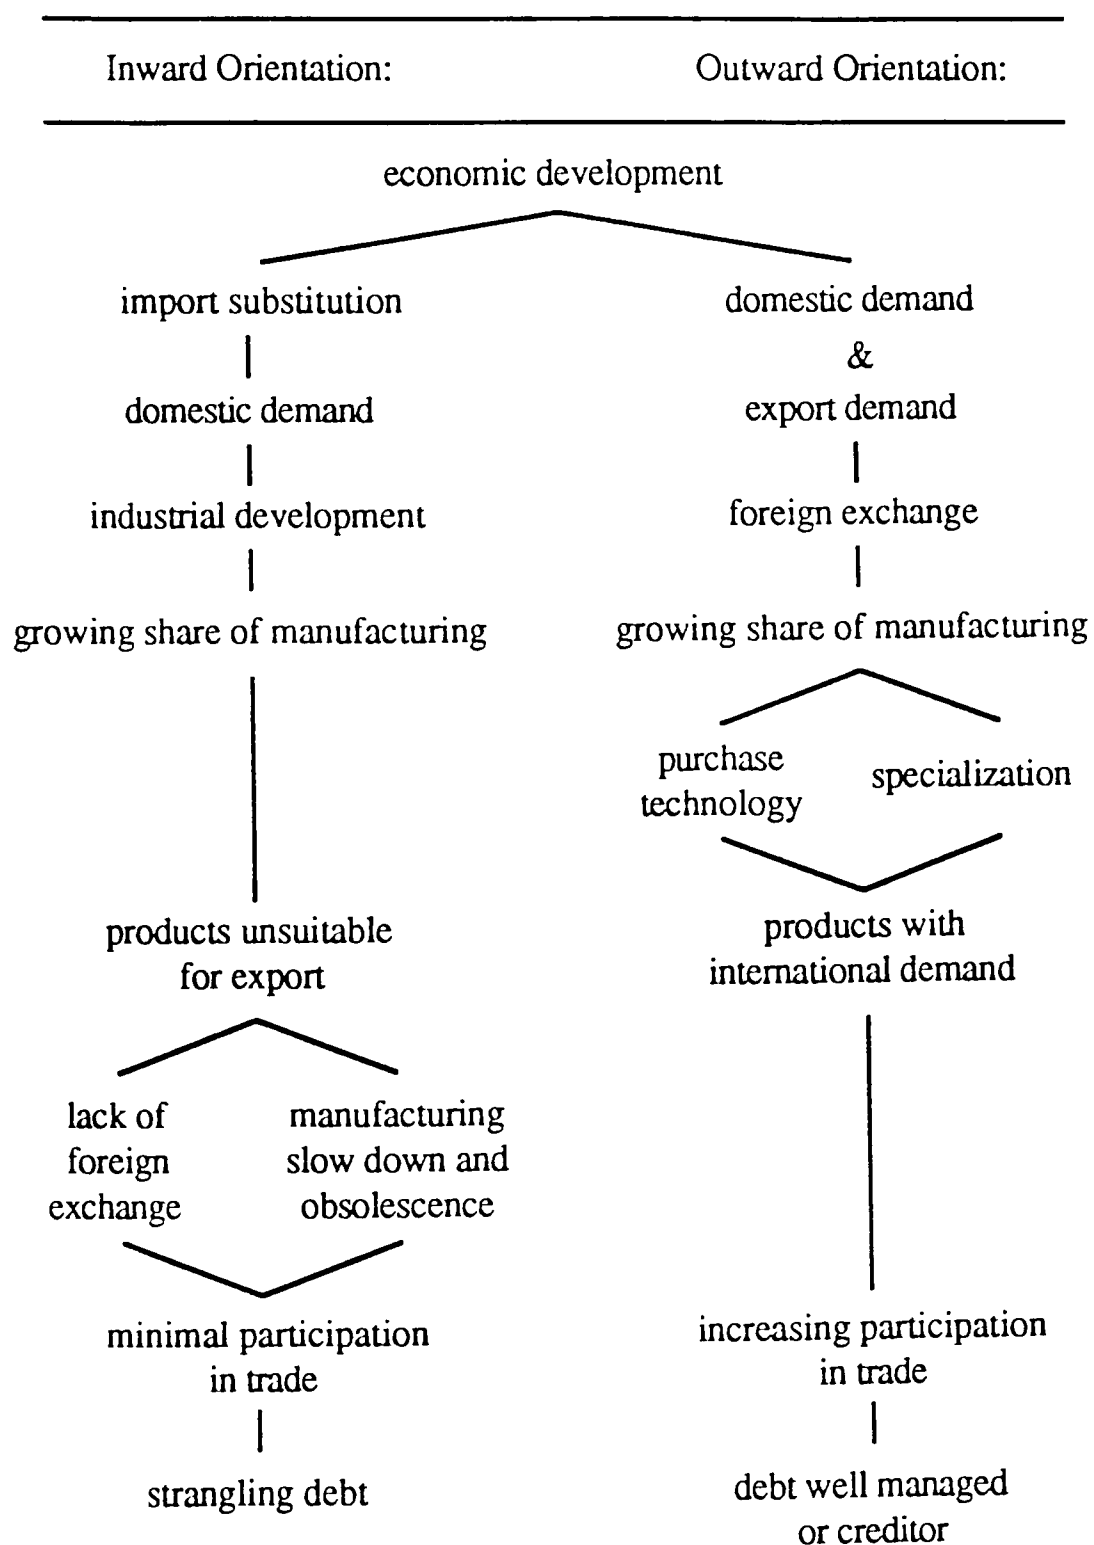 Inward Orientation:
Outward Orientation:
economic development
import substitution
domestic demand
industrial development
growing share of manufacturing
products unsuitable
for export
lack of
foreign
exchange
manufacturing
slow down and
obsolescence
minimal participation
in trade
strangling debt
domestic demand
&
export demand
foreign exchange
growing share of manufacturing
purchase
technology
specialization
products with
international demand
increasing participation
in trade
debt well managed
or creditor